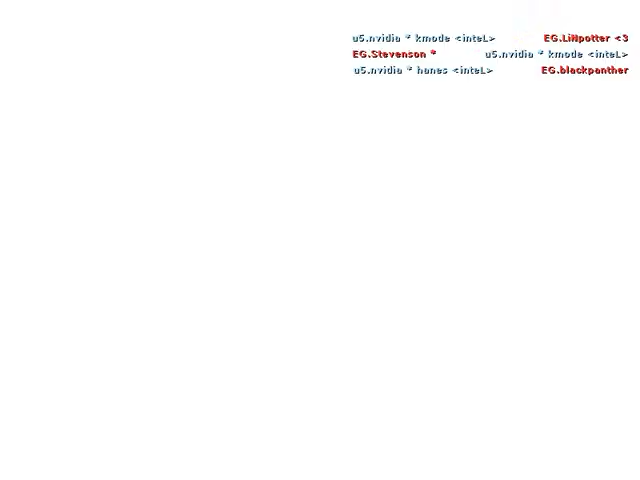 u5.nvidia * kmode <inteL> EG.LiNpotter <3
EG.Stevenson * u5.nvidia * kmode <inteL>
u5.nvidia * hanes <inteL> EG.blackpanther